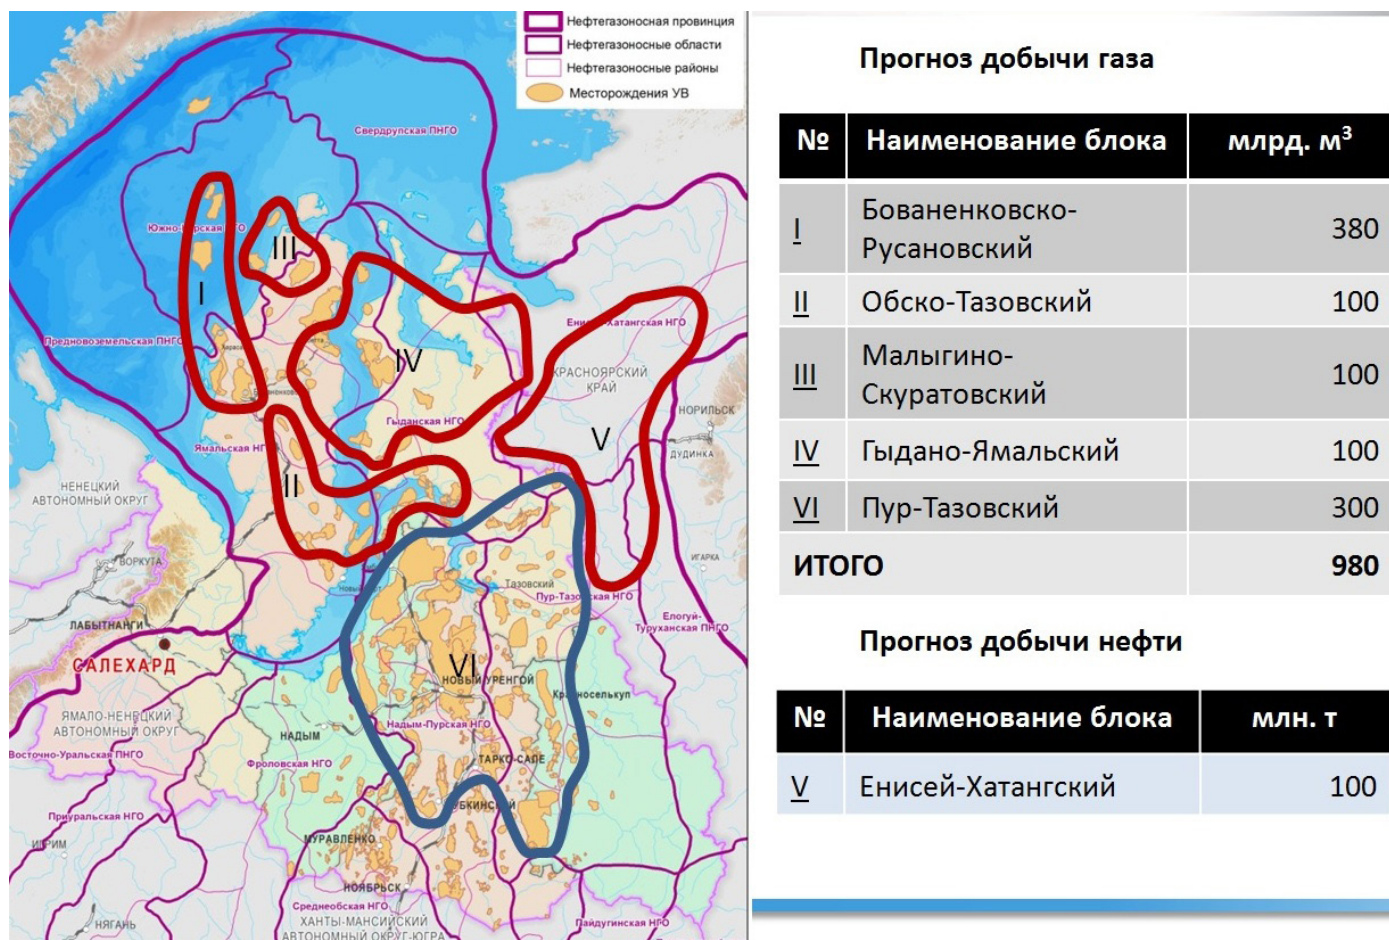 Нефтегазоносная провинция
Нефтегазоносные области
Нефтегазоносные районы
Месторождения УВ
Свердрупская ПНГО
Южно-Карская НГО
III
I
Енисей-Хатангская НГО
Предновоземельская ПНГО
IV
КРАСНОЯРСКИЙ
КРАЙ
НОРИЛЬСК
Гыданская НГО
V
ДУДИНКА
Ямальская НГО
II
НЕНЕЦКИЙ
АВТОНОМНЫЙ ОКРУГ
ВОРКУТА
ИГАРКА
Тазовский
Пур-Тазовская НГО
Елогуй-
Туруханская ПНГО
ЛАБЫТНАНГИ
САЛЕХАРД
VI
НОВЫЙ УРЕНГОЙ
Красноселькуп
ЯМАЛО-НЕНЕЦКИЙ
АВТОНОМНЫЙ ОКРУГ
НАДЫМ
Надым-Пурская НГО
Восточно-Уральская ПНГО
Фроловская НГО
ТАРКО-САЛЕ
ГУБКИНСКИЙ
Приуральская НГО
МУРАВЛЕНКО
НОЯБРЬСК
Среднеобская НГО
ХАНТЫ-МАНСИЙСКИЙ
АВТОНОМНЫЙ ОКРУГ-ЮГРА
Пайдугинская НГО
НЯГАНЬ
Прогноз добычи газа
№ Наименование блока млрд. м³
I Бованенковско-
Русановский 380
II Обско-Тазовский 100
III Малыгино-
Скуратовский 100
IV Гыдано-Ямальский 100
VI Пур-Тазовский 300
ИТОГО 980
Прогноз добычи нефти
№ Наименование блока млн. т
V Енисей-Хатангский 100